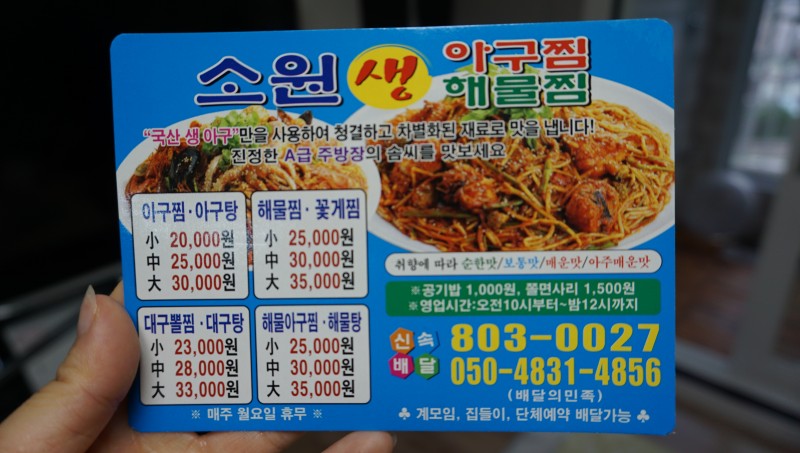 소원 생 아구찜
해물찜
"국산 생 아구"만을 사용하여 청결하고 차별화된 재료로 맛을 냅니다!
진정한 A급 주방장의 솜씨를 맛보세요
아구찜·아구탕
小 20,000원
中 25,000원
大 30,000원
해물찜·꽃게찜
小 25,000원
中 30,000원
大 35,000원
대구뽈찜·대구탕
小 23,000원
中 28,000원
大 33,000원
해물아구찜·해물탕
小 25,000원
中 30,000원
大 35,000원
※ 매주 월요일 휴무 ※
취향에 따라 순한맛/보통맛/매운맛/아주매운맛
※공기밥 1,000원, 쫄면사리 1,500원
※영업시간:오전10시부터~밤12시까지
신속 803-0027
배달 050-4831-4856
(배달의민족)
♣ 계모임, 집들이, 단체예약 배달가능 ♣